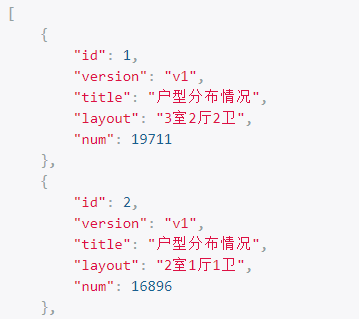 [
    {
        "id": 1,
        "version": "v1",
        "title": "户型分布情况",
        "layout": "3室2厅2卫",
        "num": 19711
    },
    {
        "id": 2,
        "version": "v1",
        "title": "户型分布情况",
        "layout": "2室1厅1卫",
        "num": 16896
    },